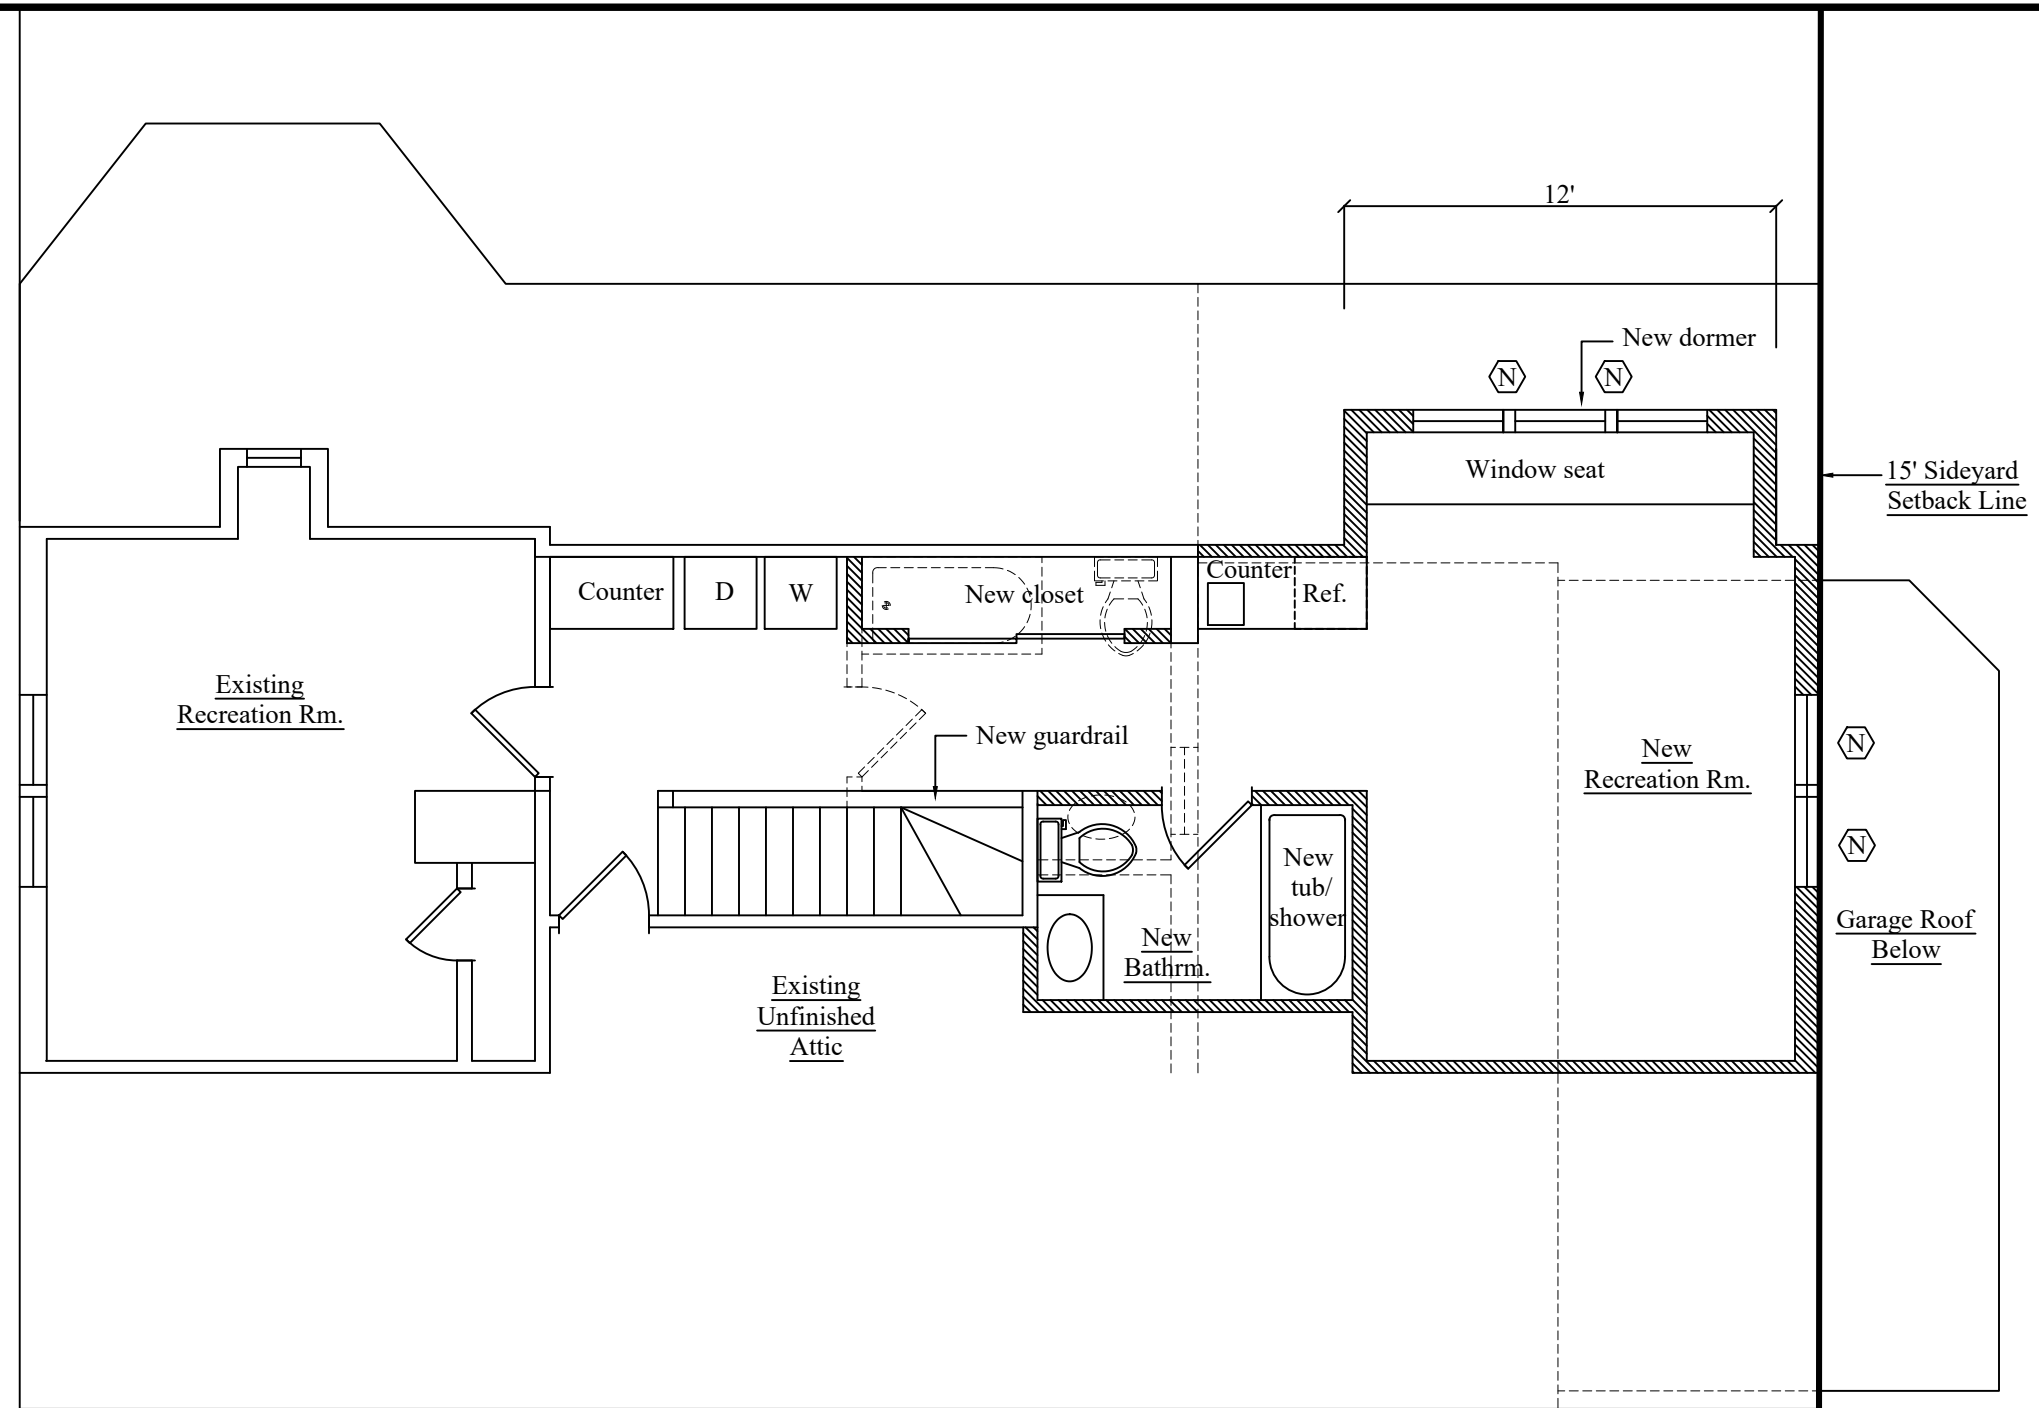 12'
New dormer
N
N
Window seat
15' Sideyard
Setback Line
Counter
D
W
New closet
Counter
Ref.
Existing
Recreation Rm.
New guardrail
N
New
Recreation Rm.
N
New
tub/
shower
New
Bathrm.
Garage Roof
Below
Existing
Unfinished
Attic